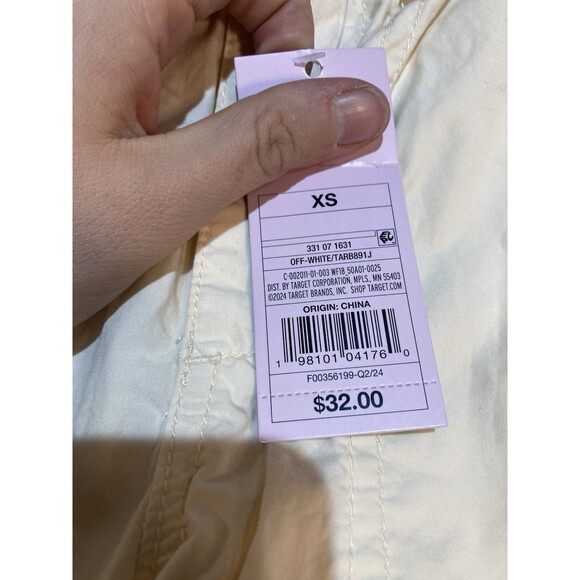 XS
331 07 1631
OFF-WHITE/TARB891J
C-002011-01-003 WF18_50A01-0025
DIST. BY TARGET CORPORATION, MPLS., MN 55403
©2024 TARGET BRANDS, INC. SHOP TARGET.COM
ORIGIN: CHINA
1 98101 04176 0
F00356199-Q2/24
$32.00